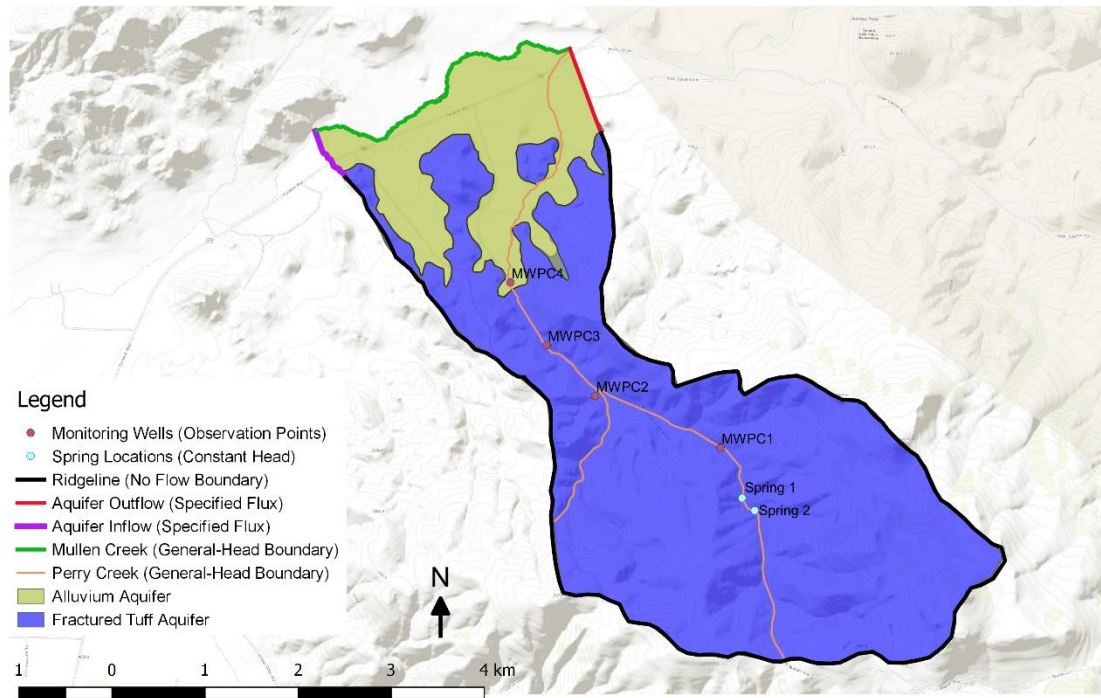 MWPC4
MWPC3
MWPC2
MWPC1
Spring 1
Spring 2
Legend
Monitoring Wells (Observation Points)
Spring Locations (Constant Head)
Ridgeline (No Flow Boundary)
Aquifer Outflow (Specified Flux)
Aquifer Inflow (Specified Flux)
Mullen Creek (General-Head Boundary)
Perry Creek (General-Head Boundary)
Alluvium Aquifer
Fractured Tuff Aquifer
N
1 0 1 2 3 4 km